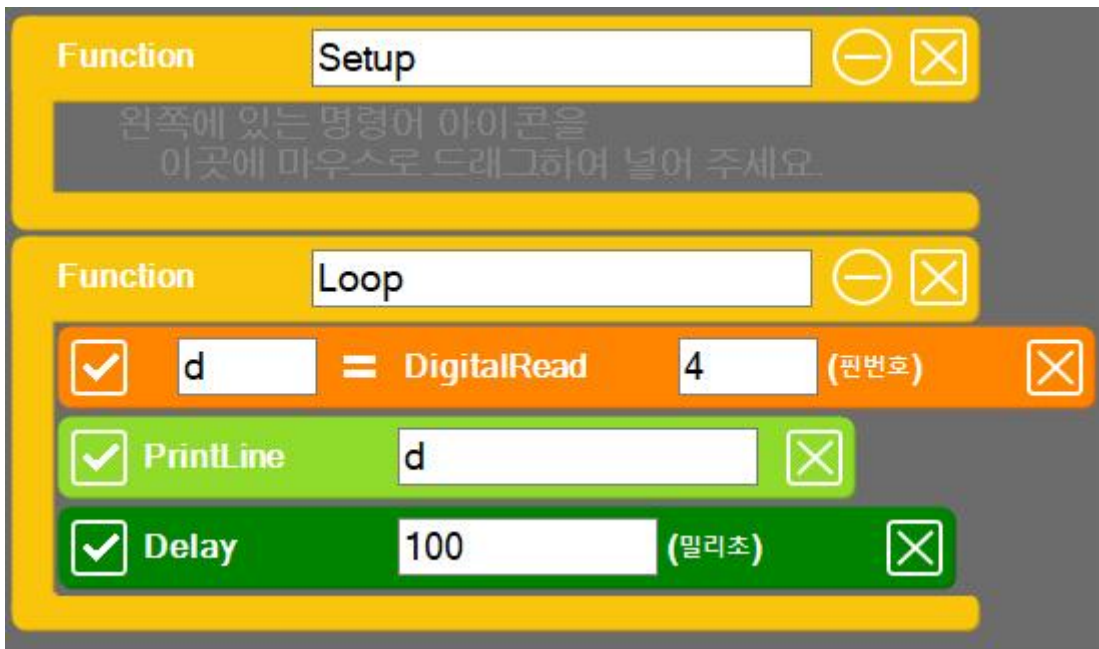 Function Setup
왼쪽에 있는 명령어 아이콘을
이곳에 마우스로 드래그하여 넣어 주세요.
Function Loop
d = DigitalRead 4 (핀번호)
PrintLine d
Delay 100 (밀리초)